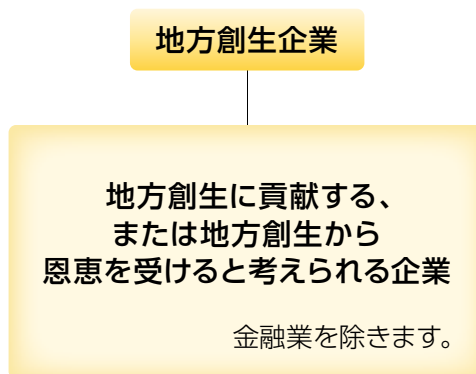 地方創生企業
地方創生に貢献する、
または地方創生から
恩恵を受けると考えられる企業
金融業を除きます。